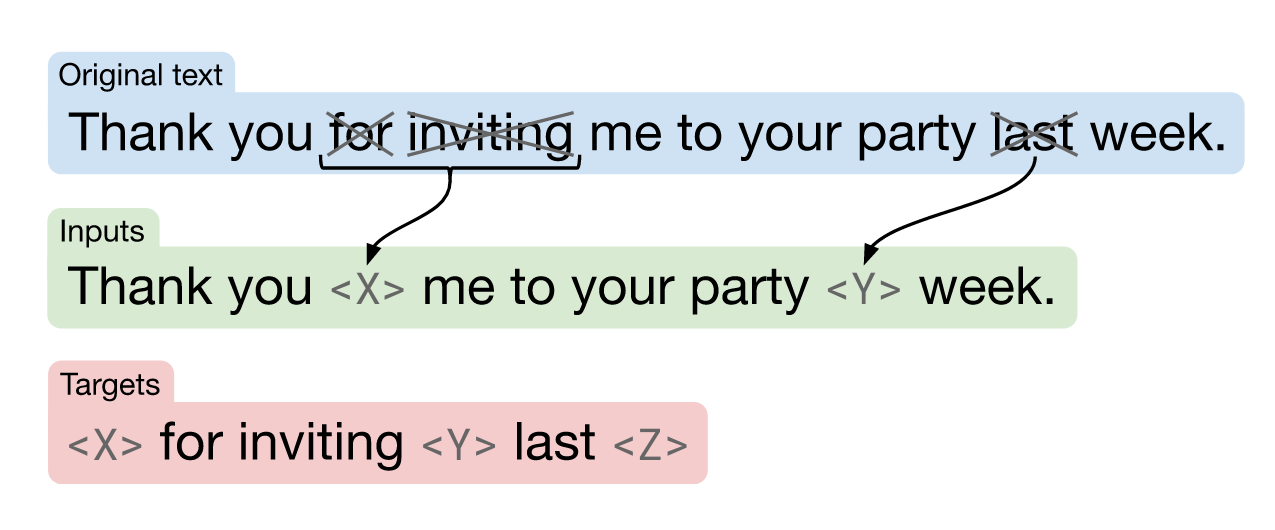 Original text
Thank you for inviting me to your party last week.
Inputs
Thank you <X> me to your party <Y> week.
Targets
<X> for inviting <Y> last <Z>